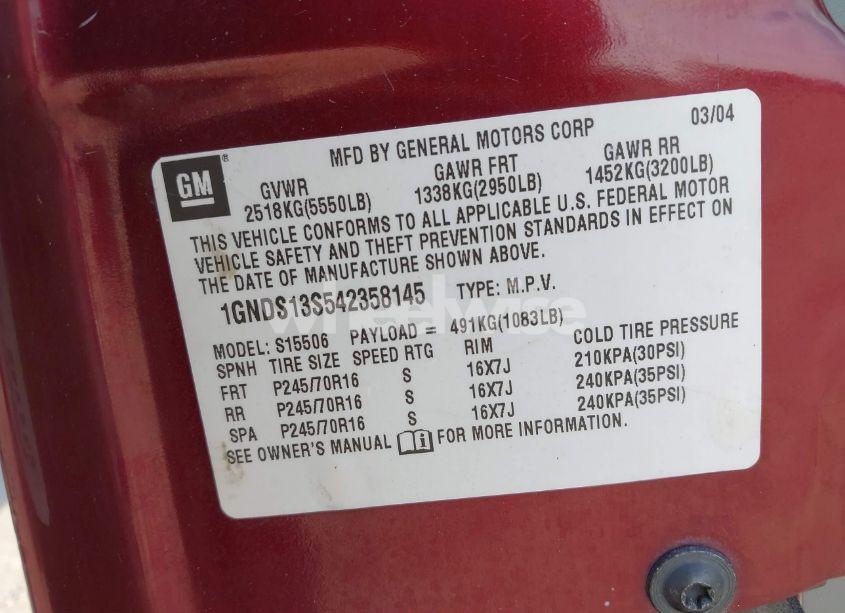 MFD BY GENERAL MOTORS CORP 03/04
GM®
GVWR GAWR FRT GAWR RR
2518KG(5550LB) 1338KG(2950LB) 1452KG(3200LB)
THIS VEHICLE CONFORMS TO ALL APPLICABLE U.S. FEDERAL MOTOR
VEHICLE SAFETY AND THEFT PREVENTION STANDARDS IN EFFECT ON
THE DATE OF MANUFACTURE SHOWN ABOVE.
1GNDS13S542358145 TYPE: M.P.V.
wheelwise
MODEL: S15506 PAYLOAD = 491KG(1083LB)
SPNH TIRE SIZE SPEED RTG RIM COLD TIRE PRESSURE
FRT P245/70R16 S 16X7J 210KPA(30PSI)
RR P245/70R16 S 16X7J 240KPA(35PSI)
SPA P245/70R16 S 16X7J 240KPA(35PSI)
SEE OWNER'S MANUAL i FOR MORE INFORMATION.